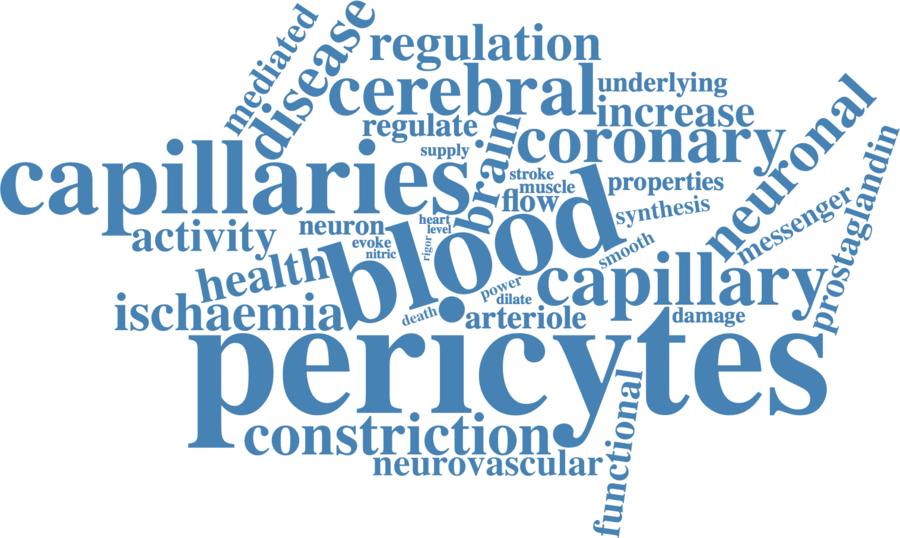 mediated
disease
regulation
cerebral
underlying
increase
regulate
brain
coronary
neuronal
supply
capillaries
stroke
muscle
properties
flow
synthesis
messenger
prostaglandin
activity
neuron
heart
level
evoke
nitric
rigor
blood
smooth
health
capillary
power
dilate
ischaemia
death
arteriole
damage
pericytes
constriction
neurovascular
functional